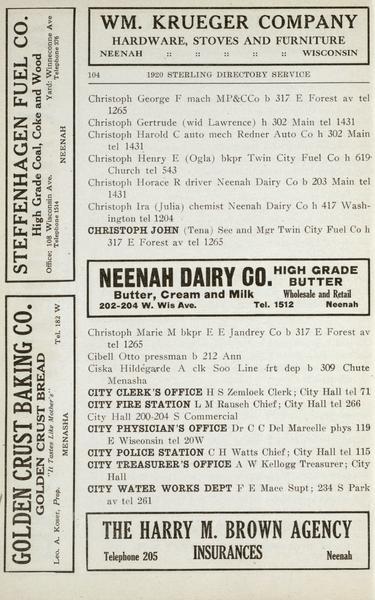 WM. KRUEGER COMPANY
HARDWARE, STOVES AND FURNITURE
NEENAH :: :: :: :: :: WISCONSIN
104 1920 STERLING DIRECTORY SERVICE
Christoph George F mach MP&CCo b 317 E Forest av tel
1265
Christoph Gertrude (wid Lawrence) h 302 Main tel 1431
Christoph Harold C auto mech Redner Auto Co h 302 Main
tel 1431
Christoph Henry E (Ogla) bkpr Twin City Fuel Co h 619
Church tel 543
Christoph Horace R driver Neenah Dairy Co b 203 Main tel
1431
Christoph Ira (Julia) chemist Neenah Dairy Co h 417 Wash-
ington tel 1204
CHRISTOPH JOHN (Tena) See and Mgr Twin City Fuel Co h
317 E Forest av tel 1265
NEENAH DAIRY CO. HIGH GRADE
BUTTER
Butter, Cream and Milk Wholesale and Retail
202-204 W. Wis Ave. Tel. 1512 Neenah
Christoph Marie M bkpr E E Jandrey Co b 317 E Forest av
tel 1265
Cibell Otto pressman b 212 Ann
Ciska Hildegarde A clk Soo Line frt dep b 309 Chute
Menasha
CITY CLERK'S OFFICE H S Zemlock Clerk; City Hall tel 71
CITY FIRE STATION L M Rausch Chief; City Hall tel 266
City Hall 200-204 S Commercial
CITY PHYSICIAN'S OFFICE Dr C C Del Marcelle phys 119
E Wisconsin tel 20W
CITY POLICE STATION C H Watts Chief; City Hall tel 115
CITY TREASURER'S OFFICE A W Kellogg Treasurer; City
Hall
CITY WATER WORKS DEPT F E Mace Supt; 234 S Park
av tel 261
THE HARRY M. BROWN AGENCY
Telephone 205 INSURANCES Neenah
STEFFENHAGEN FUEL CO.
High Grade Coal, Coke and Wood
Office: 108 Wisconsin Ave. Yard: Winneconne Ave
Telephone 1514 Telephone 276
NEENAH
GOLDEN CRUST BAKING CO.
GOLDEN CRUST BREAD
"It Tastes Like Mother's"
Leo. A. Koser, Prop. Tel. 182 W
MENASHA